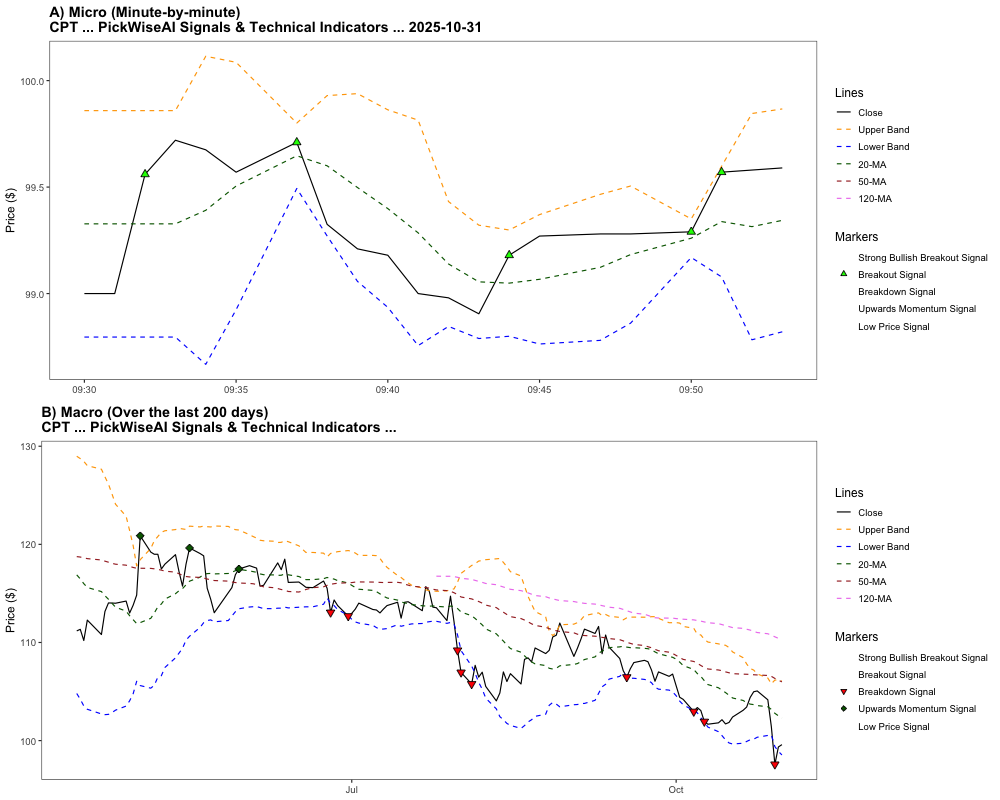 A) Micro (Minute-by-minute)
CPT ... PickWiseAI Signals & Technical Indicators ... 2025-10-31
Price ($)
100.0
99.5
99.0
09:30
09:35
09:40
09:45
09:50
Lines
Close
Upper Band
Lower Band
20-MA
50-MA
120-MA
Markers
Strong Bullish Breakout Signal
Breakout Signal
Breakdown Signal
Upwards Momentum Signal
Low Price Signal
B) Macro (Over the last 200 days)
CPT ... PickWiseAI Signals & Technical Indicators ...
Price ($)
130
120
110
100
Jul
Oct
Lines
Close
Upper Band
Lower Band
20-MA
50-MA
120-MA
Markers
Strong Bullish Breakout Signal
Breakout Signal
Breakdown Signal
Upwards Momentum Signal
Low Price Signal